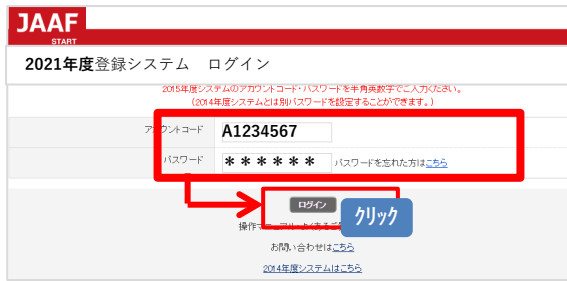 JAAF
START
2021年度登録システム　ログイン
2015年度システムのアカウントコード・パスワードを半角英数字でご入力ください。
(2014年度システムとは別パスワードを設定することができます。)
アカウントコード A1234567
パスワード ＊＊＊＊＊＊ パスワードを忘れた方はこちら
ログイン
クリック
操作マニュアル・よくあるご
お問い合わせはこちら
2014年度システムはこちら